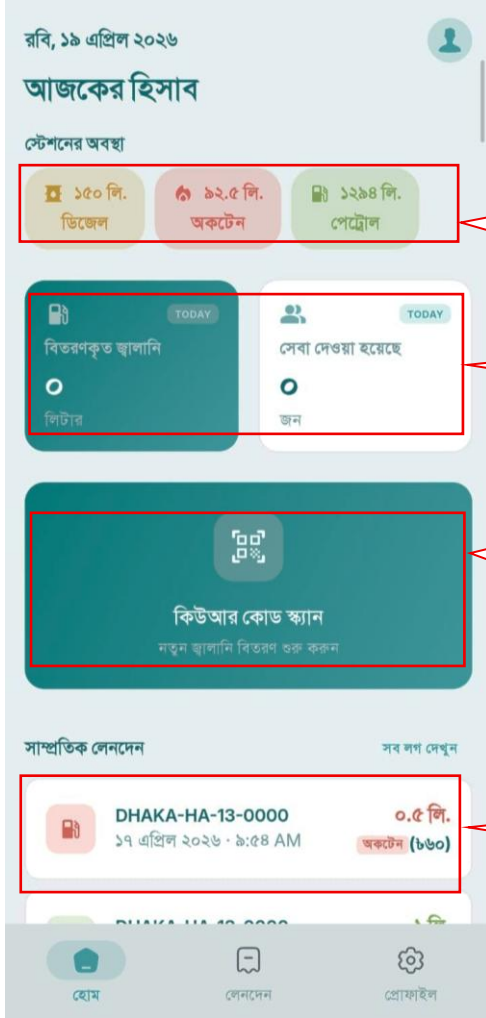 রবি, ১৯ এপ্রিল ২০২৬
আজকের হিসাব
স্টেশনের অবস্থা
১৫০ লি.
ডিজেল
৯২.৫ লি.
অকটেন
১২৯৪ লি.
পেট্রোল
TODAY
বিতরণকৃত জ্বালানি
০
লিটার
TODAY
সেবা দেওয়া হয়েছে
০
জন
কিউআর কোড স্ক্যান
নতুন জ্বালানি বিতরণ শুরু করুন
সাম্প্রতিক লেনদেন
সব লগ দেখুন
DHAKA-HA-13-0000
০.৫ লি.
১৭ এপ্রিল ২০২৬ · ৯:৫৪ AM
অকটেন (৳৬০)
হোম
লেনদেন
প্রোফাইল